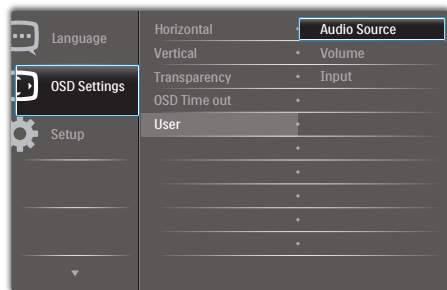 Language
OSD Settings
Setup
Horizontal
Vertical
Transparency
OSD Time out
User
Audio Source
Volume
Input